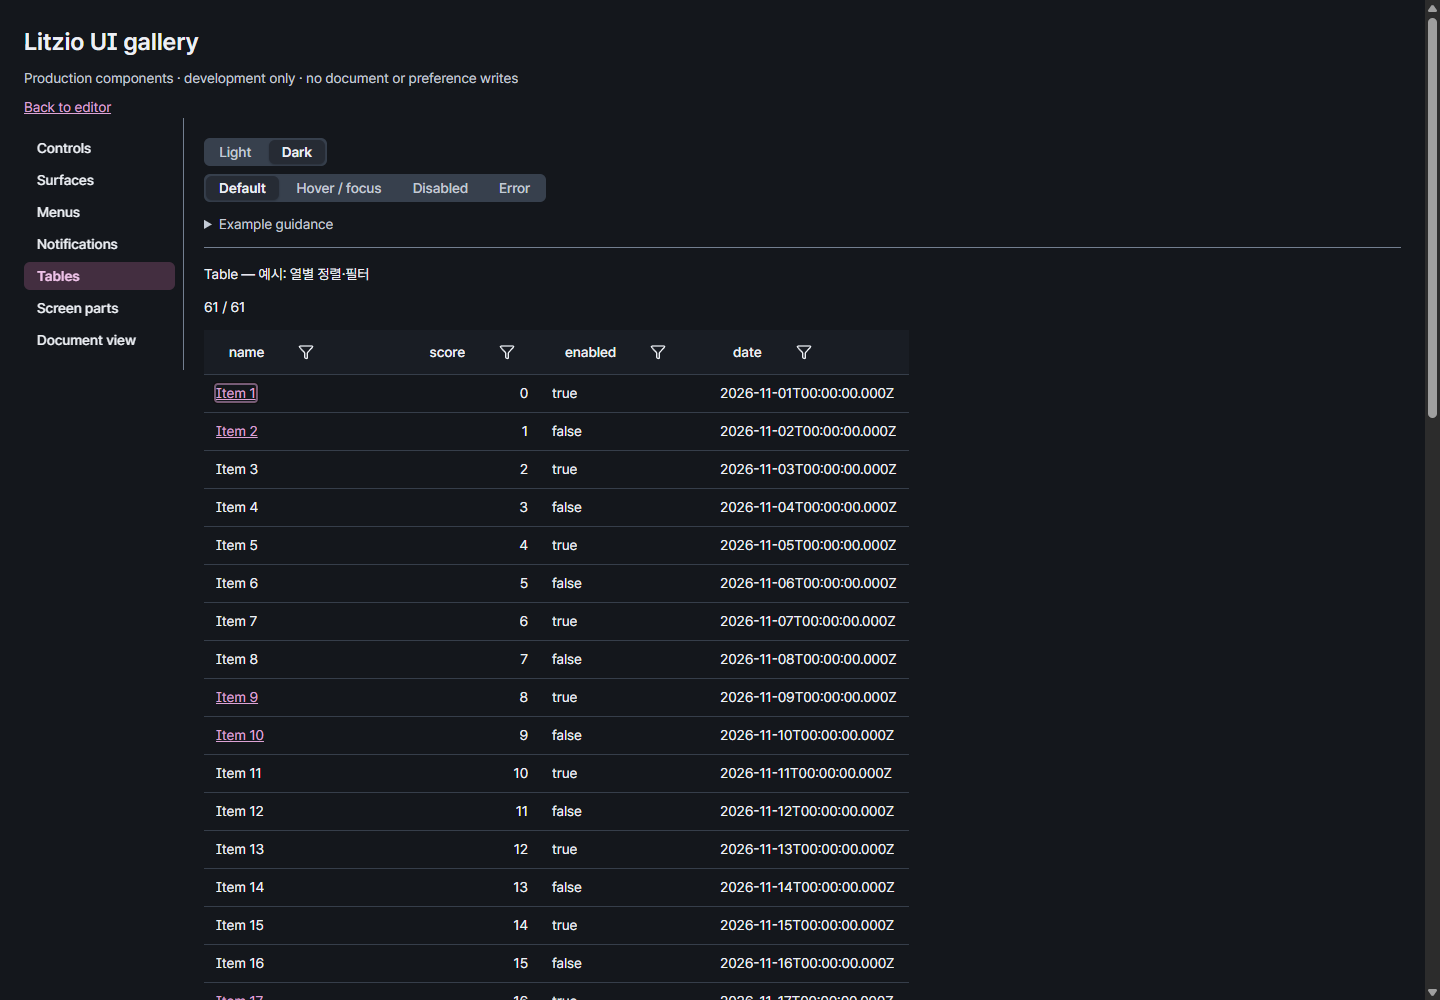 Litzio UI gallery
Production components · development only · no document or preference writes
Back to editor
Controls
Surfaces
Menus
Notifications
Tables
Screen parts
Document view
Light Dark
Default Hover / focus Disabled Error
Example guidance
Table — 예시: 열별 정렬·필터
61 / 61
name score enabled date
Item 1 0 true 2026-11-01T00:00:00.000Z
Item 2 1 false 2026-11-02T00:00:00.000Z
Item 3 2 true 2026-11-03T00:00:00.000Z
Item 4 3 false 2026-11-04T00:00:00.000Z
Item 5 4 true 2026-11-05T00:00:00.000Z
Item 6 5 false 2026-11-06T00:00:00.000Z
Item 7 6 true 2026-11-07T00:00:00.000Z
Item 8 7 false 2026-11-08T00:00:00.000Z
Item 9 8 true 2026-11-09T00:00:00.000Z
Item 10 9 false 2026-11-10T00:00:00.000Z
Item 11 10 true 2026-11-11T00:00:00.000Z
Item 12 11 false 2026-11-12T00:00:00.000Z
Item 13 12 true 2026-11-13T00:00:00.000Z
Item 14 13 false 2026-11-14T00:00:00.000Z
Item 15 14 true 2026-11-15T00:00:00.000Z
Item 16 15 false 2026-11-16T00:00:00.000Z
Item 17 16 true 2026-11-17T00:00:00.000Z